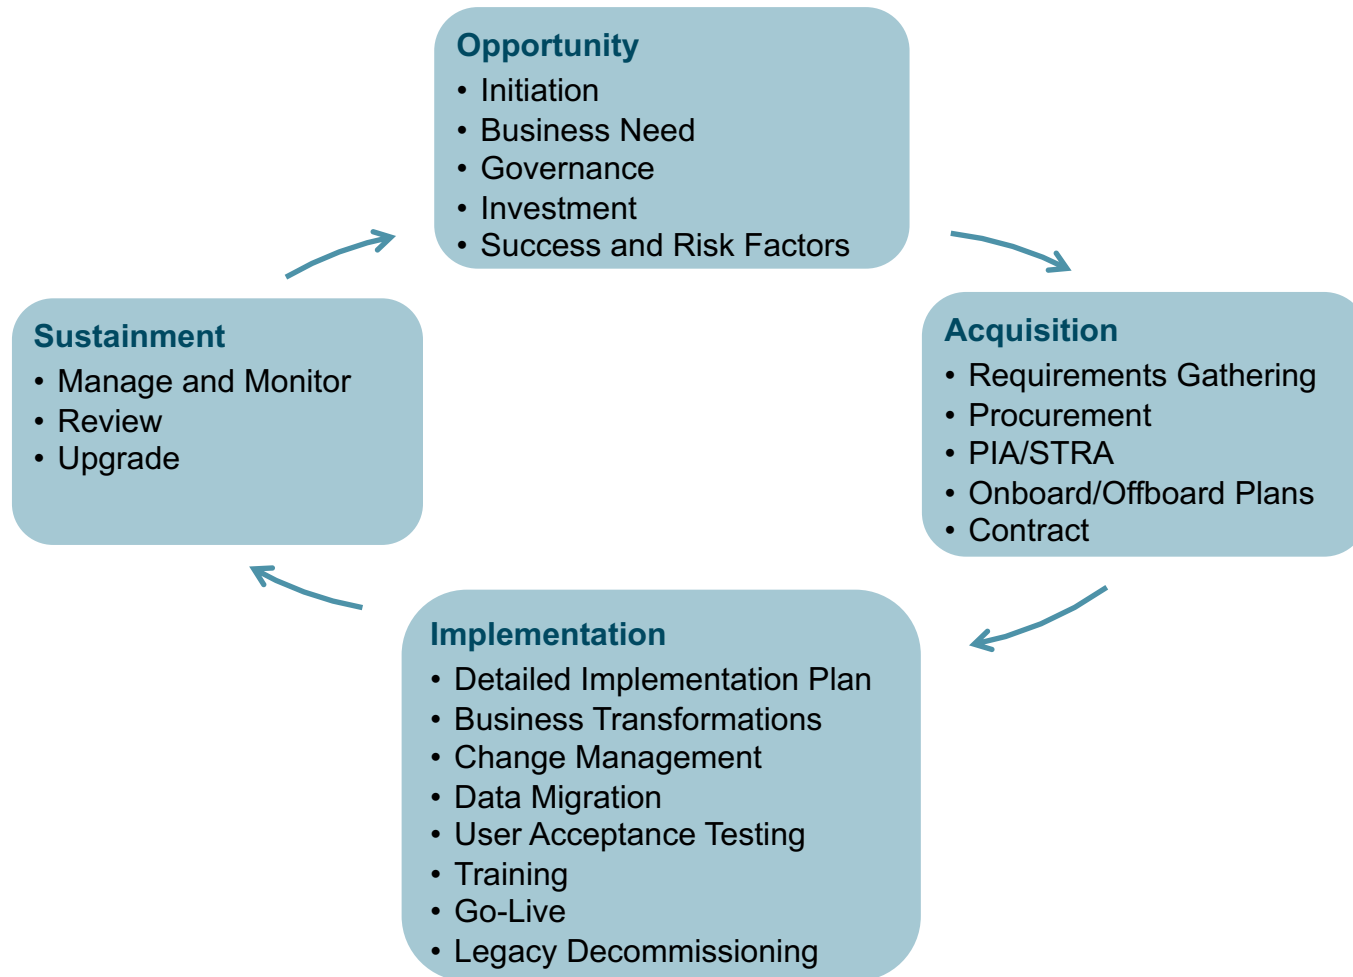 Opportunity
• Initiation
• Business Need
• Governance
• Investment
• Success and Risk Factors
Acquisition
• Requirements Gathering
• Procurement
• PIA/STRA
• Onboard/Offboard Plans
• Contract
Implementation
• Detailed Implementation Plan
• Business Transformations
• Change Management
• Data Migration
• User Acceptance Testing
• Training
• Go-Live
• Legacy Decommissioning
Sustainment
• Manage and Monitor
• Review
• Upgrade